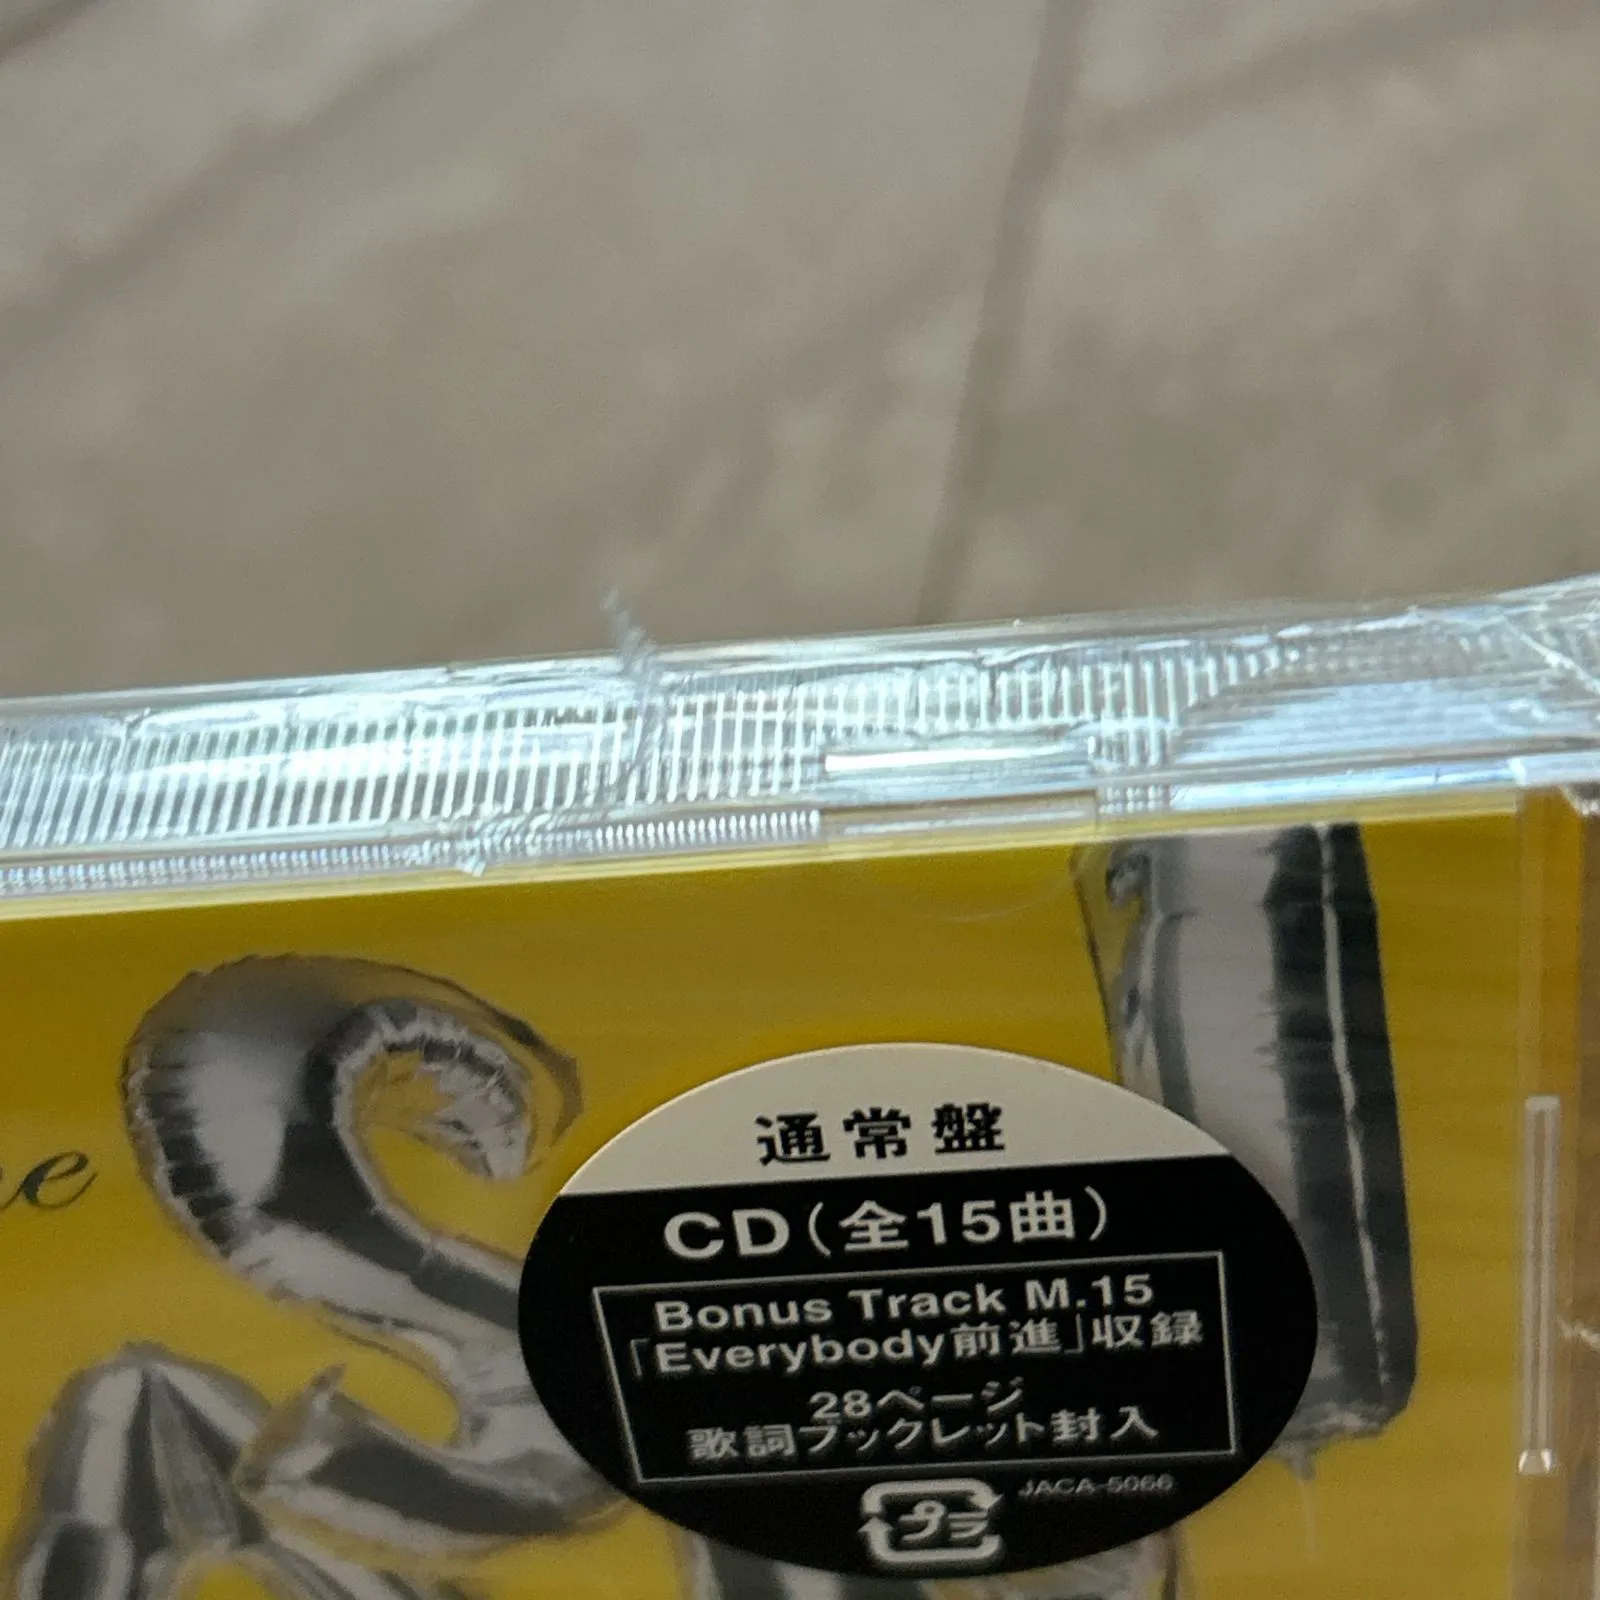 通常盤
CD(全15曲)
Bonus Track M.15
「Everybody前進」収録
28ページ
歌詞ブックレット封入
JACA-5066
プラ